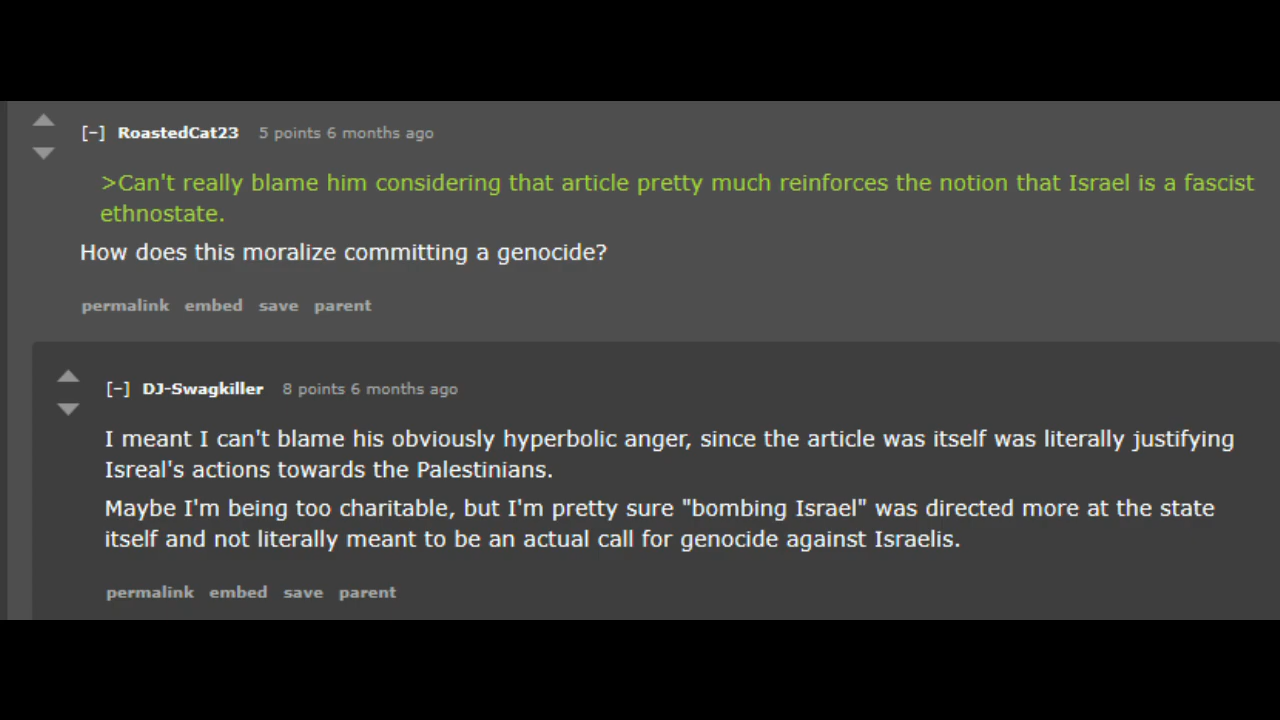 [−] RoastedCat23 5 points 6 months ago
>Can't really blame him considering that article pretty much reinforces the notion that Israel is a fascist
ethnostate.
How does this moralize committing a genocide?
permalink embed save parent
[−] DJ-Swagkiller 8 points 6 months ago
I meant I can't blame his obviously hyperbolic anger, since the article was itself was literally justifying
Isreal's actions towards the Palestinians.
Maybe I'm being too charitable, but I'm pretty sure "bombing Israel" was directed more at the state
itself and not literally meant to be an actual call for genocide against Israelis.
permalink embed save parent